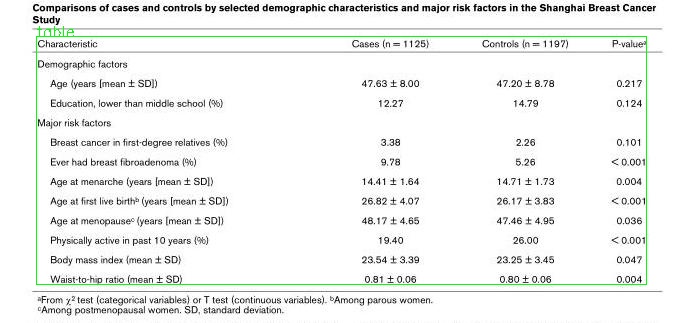 Comparisons of cases and controls by selected demographic characteristics and major risk factors in the Shanghai Breast Cancer
Study
table
Characteristic Cases (n = 1125) Controls (n = 1197) P-valueᵃ
Demographic factors
Age (years [mean ± SD]) 47.63 ± 8.00 47.20 ± 8.78 0.217
Education, lower than middle school (%) 12.27 14.79 0.124
Major risk factors
Breast cancer in first-degree relatives (%) 3.38 2.26 0.101
Ever had breast fibroadenoma (%) 9.78 5.26 <0.001
Age at menarche (years [mean ± SD]) 14.41 ± 1.64 14.71 ± 1.73 0.004
Age at first live birthᵇ (years [mean ± SD]) 26.82 ± 4.07 26.17 ± 3.83 <0.001
Age at menopauseᶜ (years [mean ± SD]) 48.17 ± 4.65 47.46 ± 4.95 0.036
Physically active in past 10 years (%) 19.40 26.00 <0.001
Body mass index (mean ± SD) 23.54 ± 3.39 23.25 ± 3.45 0.047
Waist-to-hip ratio (mean ± SD) 0.81 ± 0.06 0.80 ± 0.06 0.004
ᵃFrom χ² test (categorical variables) or T test (continuous variables). ᵇAmong parous women.
ᶜAmong postmenopausal women. SD, standard deviation.